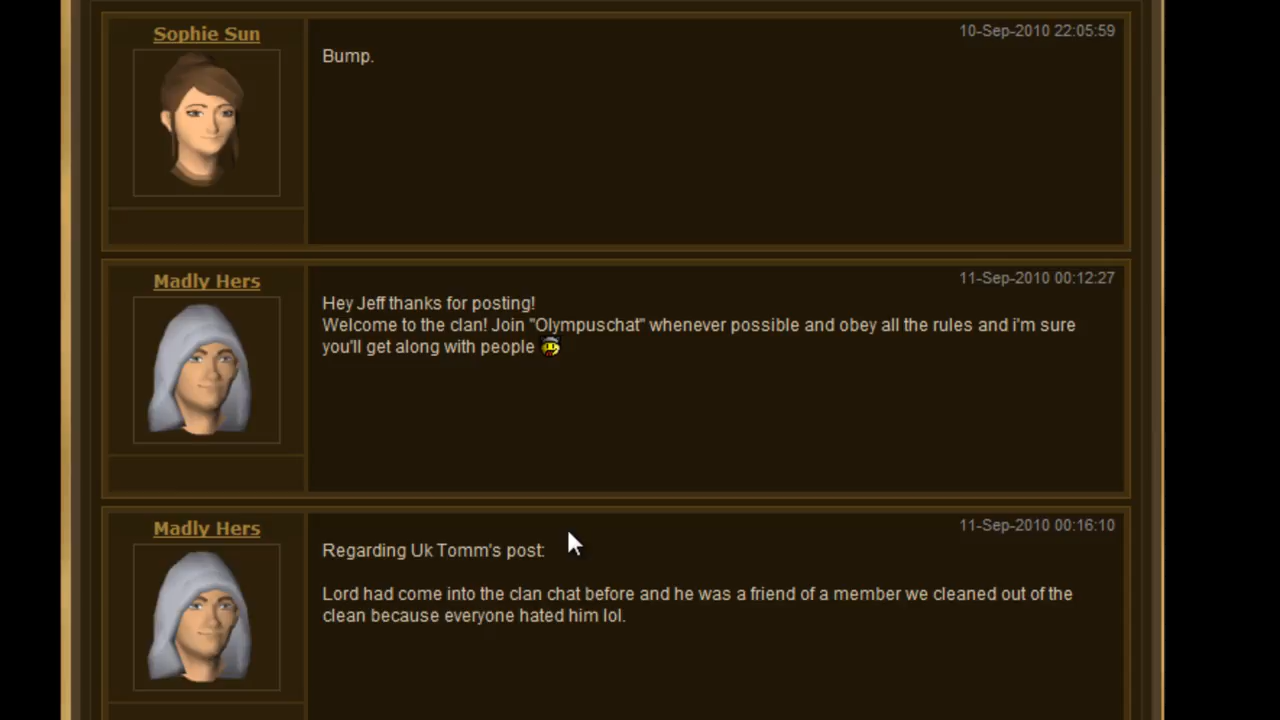 Sophie Sun
10-Sep-2010 22:05:59
Bump.
Madly Hers
11-Sep-2010 00:12:27
Hey Jeff thanks for posting!
Welcome to the clan! Join "Olympuschat" whenever possible and obey all the rules and i'm sure
you'll get along with people
Madly Hers
11-Sep-2010 00:16:10
Regarding Uk Tomm's post:
Lord had come into the clan chat before and he was a friend of a member we cleaned out of the
clean because everyone hated him lol.